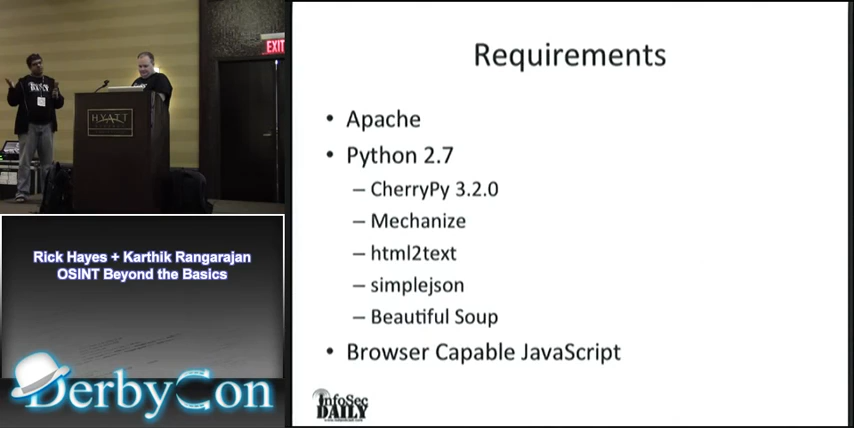 EXIT
HYATT
Rick Hayes + Karthik Rangarajan
OSINT Beyond the Basics
DerbyCon
Requirements
• Apache
• Python 2.7
– CherryPy 3.2.0
– Mechanize
– html2text
– simplejson
– Beautiful Soup
• Browser Capable JavaScript
InfoSec
DAILY